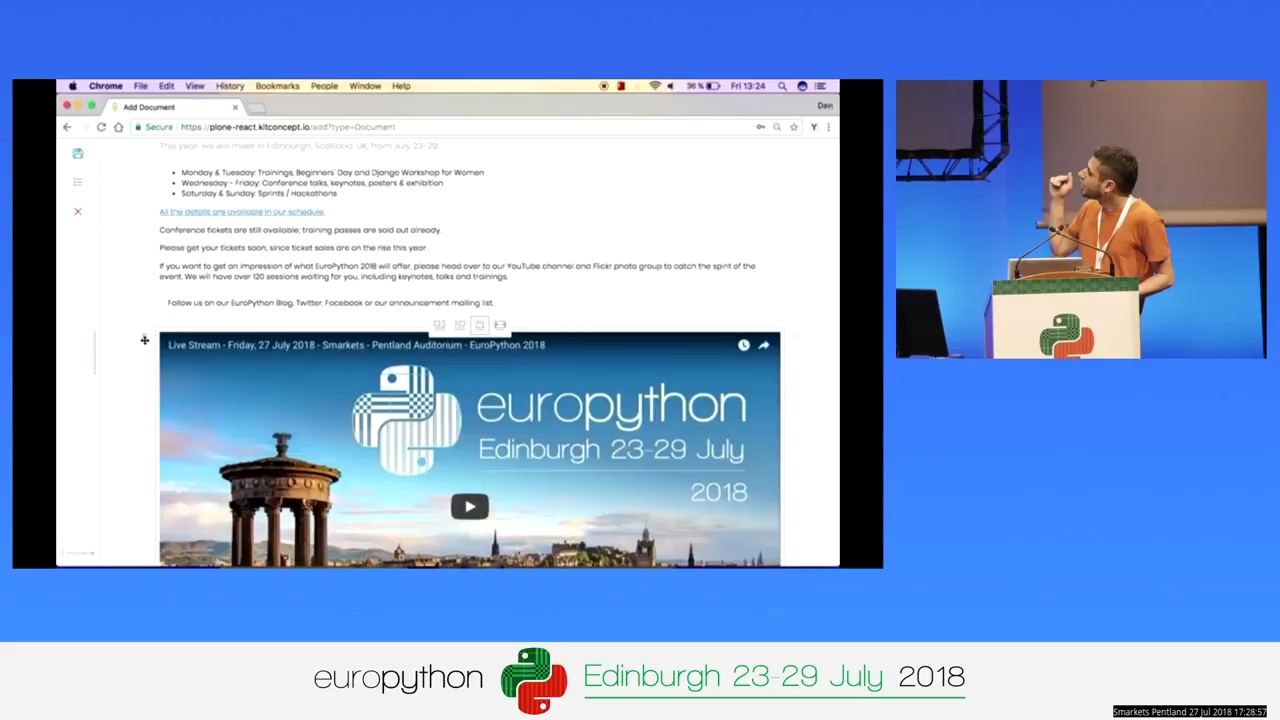 Chrome File Edit View History Bookmarks People Window Help 36 % Fri 13:24
Add Document
Secure https://plone-react.kitconcept.io/add?type=Document
This year we will meet in Edinburgh, Scotland, UK, from July 23-29.
Monday & Tuesday: Trainings, Beginners' Day and Django Workshop for Women
Wednesday - Friday: Conference talks, keynotes, posters & exhibition
Saturday & Sunday: Sprints / Hackathons
All the details are available in our schedule.
Conference tickets are still available; training passes are sold out already.
Please get your tickets soon, since ticket sales are on the rise this year.
If you want to get an impression of what EuroPython 2018 will offer, please head over to our YouTube channel and Flickr photo group to catch the spirit of the
event. We will have over 120 sessions waiting for you, including keynotes, talks and trainings.
Follow us on our EuroPython Blog, Twitter, Facebook or our announcement mailing list.
Live Stream - Friday, 27 July 2018 - Smarkets - Pentland Auditorium - EuroPython 2018
europython
Edinburgh 23-29 July
2018
europython Edinburgh 23-29 July 2018
Smarkets Pentland 27 Jul 2018 17:28:57